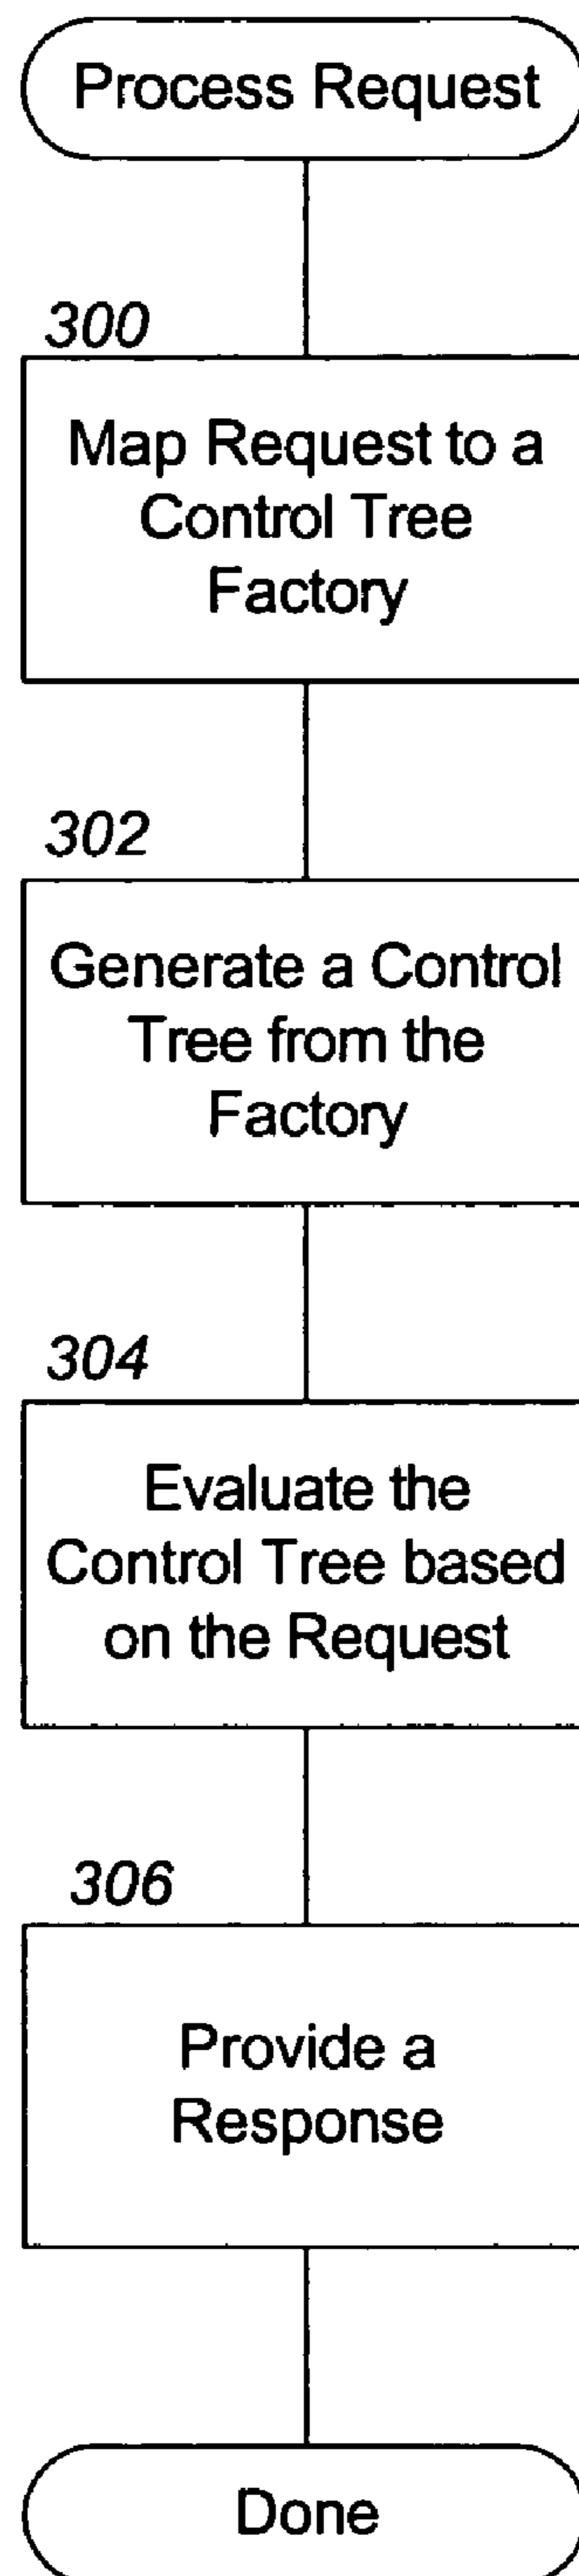 Process Request
300
Map Request to a
Control Tree
Factory
302
Generate a Control
Tree from the
Factory
304
Evaluate the
Control Tree based
on the Request
306
Provide a
Response
Done